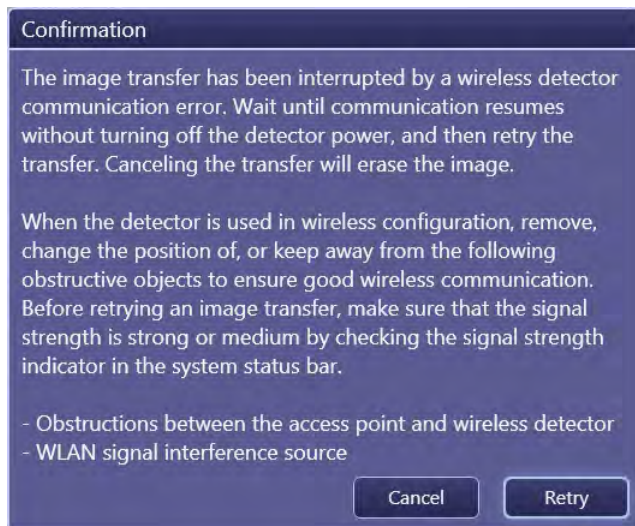 Confirmation
The image transfer has been interrupted by a wireless detector
communication error. Wait until communication resumes
without turning off the detector power, and then retry the
transfer. Canceling the transfer will erase the image.
When the detector is used in wireless configuration, remove,
change the position of, or keep away from the following
obstructive objects to ensure good wireless communication.
Before retrying an image transfer, make sure that the signal
strength is strong or medium by checking the signal strength
indicator in the system status bar.
- Obstructions between the access point and wireless detector
- WLAN signal interference source
Cancel Retry